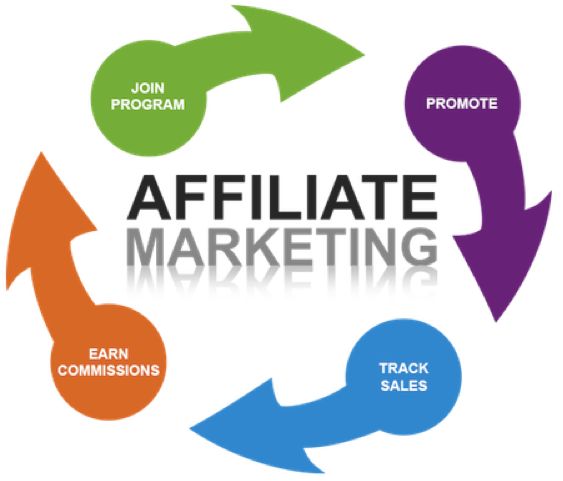 JOIN
PROGRAM
PROMOTE
AFFILIATE
MARKETING
EARN
COMMISSIONS
TRACK
SALES